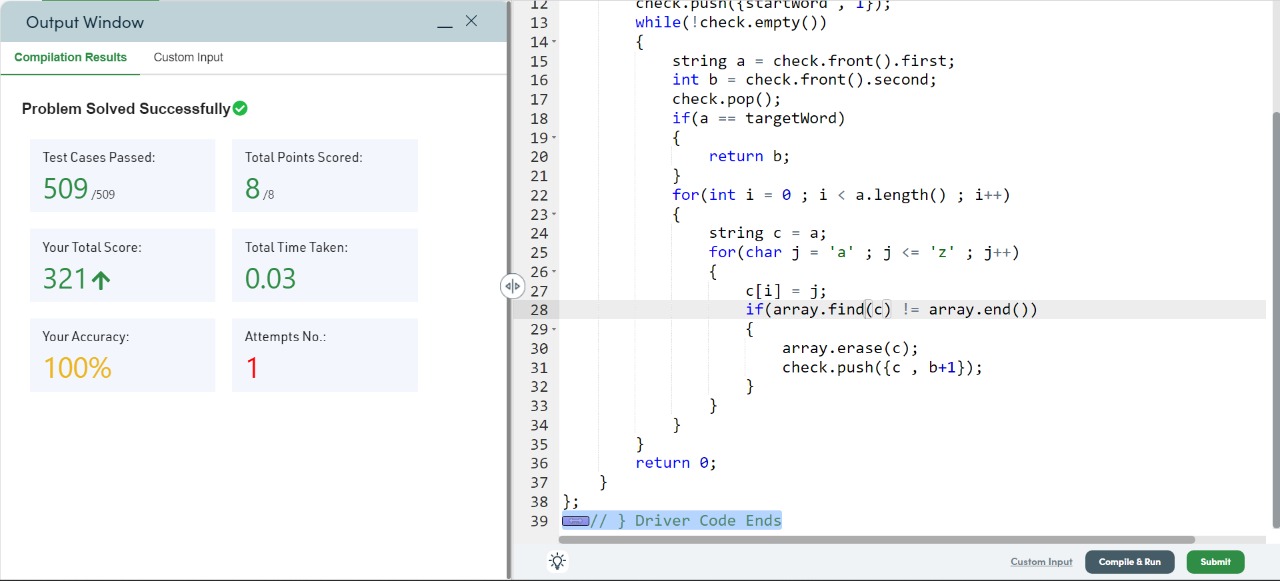 Output Window
Compilation Results
Custom Input
Problem Solved Successfully
Test Cases Passed:
509 /509
Total Points Scored:
8 /8
Your Total Score:
321
Total Time Taken:
0.03
Your Accuracy:
100%
Attempts No.:
1
12 check.push({startWord , 1});
13 while(!check.empty())
14 {
15 string a = check.front().first;
16 int b = check.front().second;
17 check.pop();
18 if(a == targetWord)
19 {
20 return b;
21 }
22 for(int i = 0 ; i < a.length() ; i++)
23 {
24 string c = a;
25 for(char j = 'a' ; j <= 'z' ; j++)
26 {
27 c[i] = j;
28 if(array.find(c) != array.end())
29 {
30 array.erase(c);
31 check.push({c , b+1});
32 }
33 }
34 }
35 }
36 return 0;
37 }
38 };
39 // } Driver Code Ends
Custom Input
Compile & Run
Submit